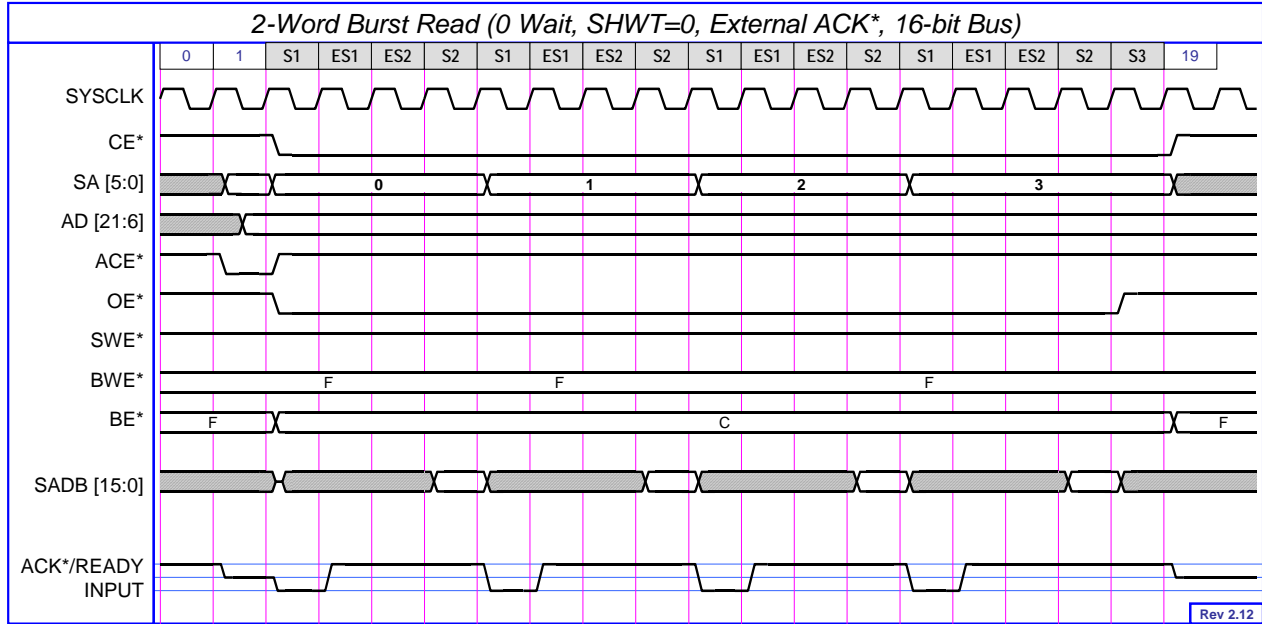 2-Word Burst Read (0 Wait, SHWT=0, External ACK*, 16-bit Bus)
0 1 S1 ES1 ES2 S2 S1 ES1 ES2 S2 S1 ES1 ES2 S2 S1 ES1 ES2 S2 S3 19
SYSCLK
CE*
SA [5:0] 0 1 2 3
AD [21:6]
ACE*
OE*
SWE*
BWE* F F F
BE* F C F
SADB [15:0]
ACK*/READY
INPUT
Rev 2.12